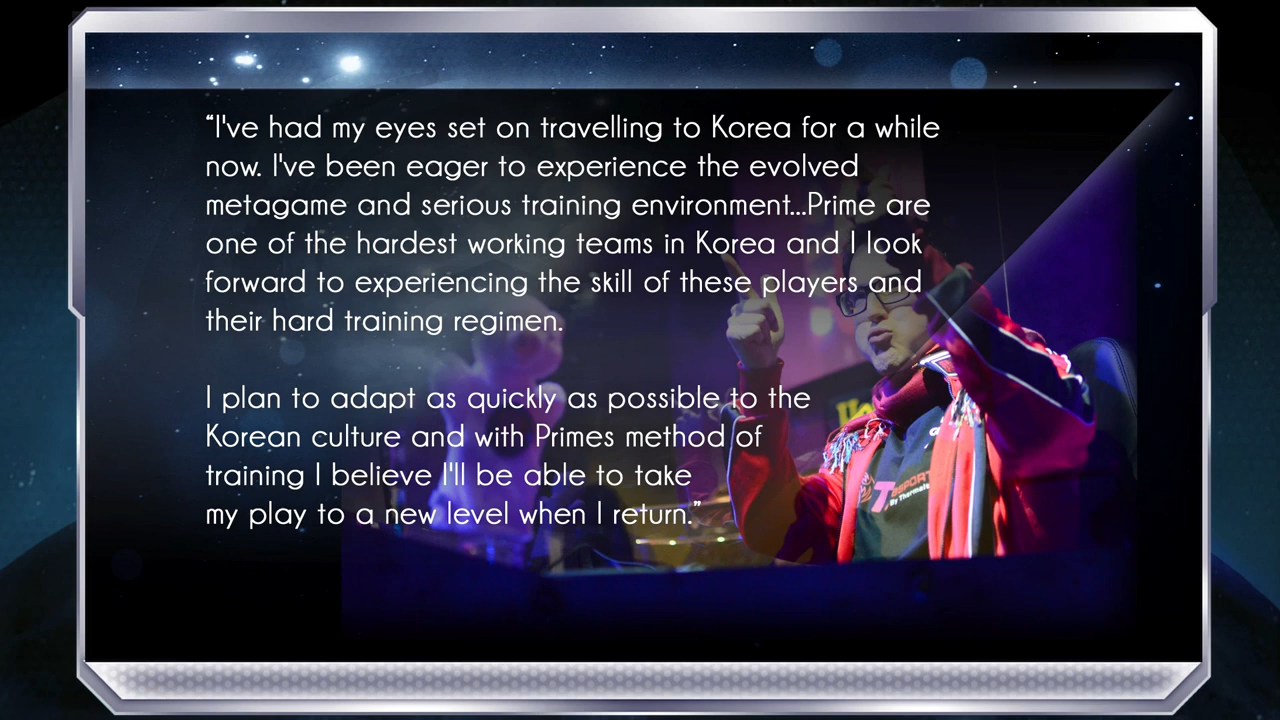 “I've had my eyes set on travelling to Korea for a while
now. I've been eager to experience the evolved
metagame and serious training environment...Prime are
one of the hardest working teams in Korea and I look
forward to experiencing the skill of these players and
their hard training regimen.
I plan to adapt as quickly as possible to the
Korean culture and with Primes method of
training I believe I'll be able to take
my play to a new level when I return.”